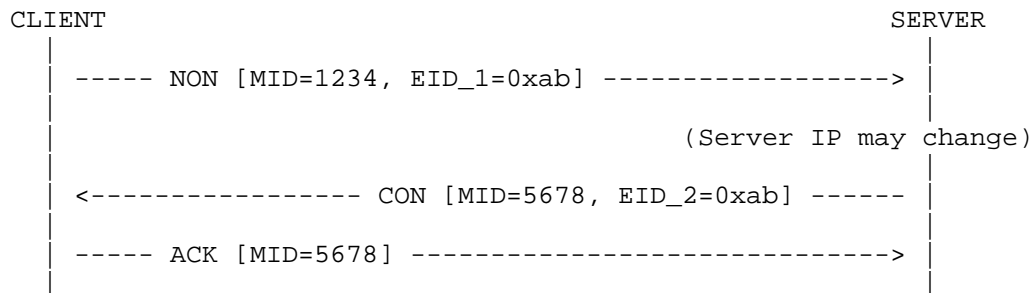 CLIENT SERVER
----- NON [MID=1234, EID_1=0xab] ------------------>
(Server IP may change)
<----------------- CON [MID=5678, EID_2=0xab] ------
----- ACK [MID=5678] ------------------------------>